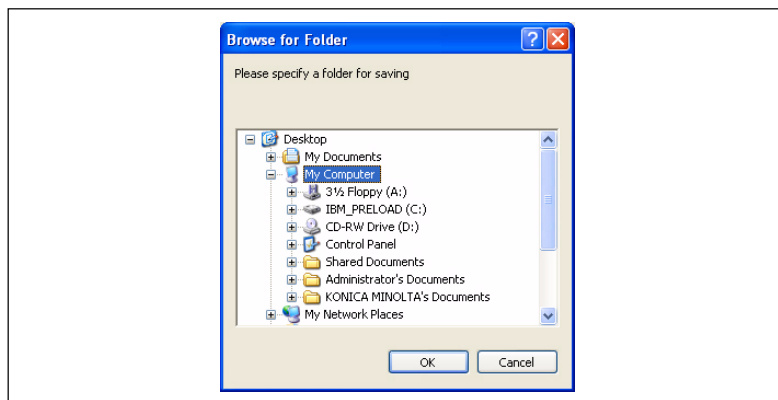 Browse for Folder
Please specify a folder for saving
Desktop
My Documents
My Computer
3½ Floppy (A:)
IBM_PRELOAD (C:)
CD-RW Drive (D:)
Control Panel
Shared Documents
Administrator's Documents
KONICA MINOLTA's Documents
My Network Places
OK Cancel